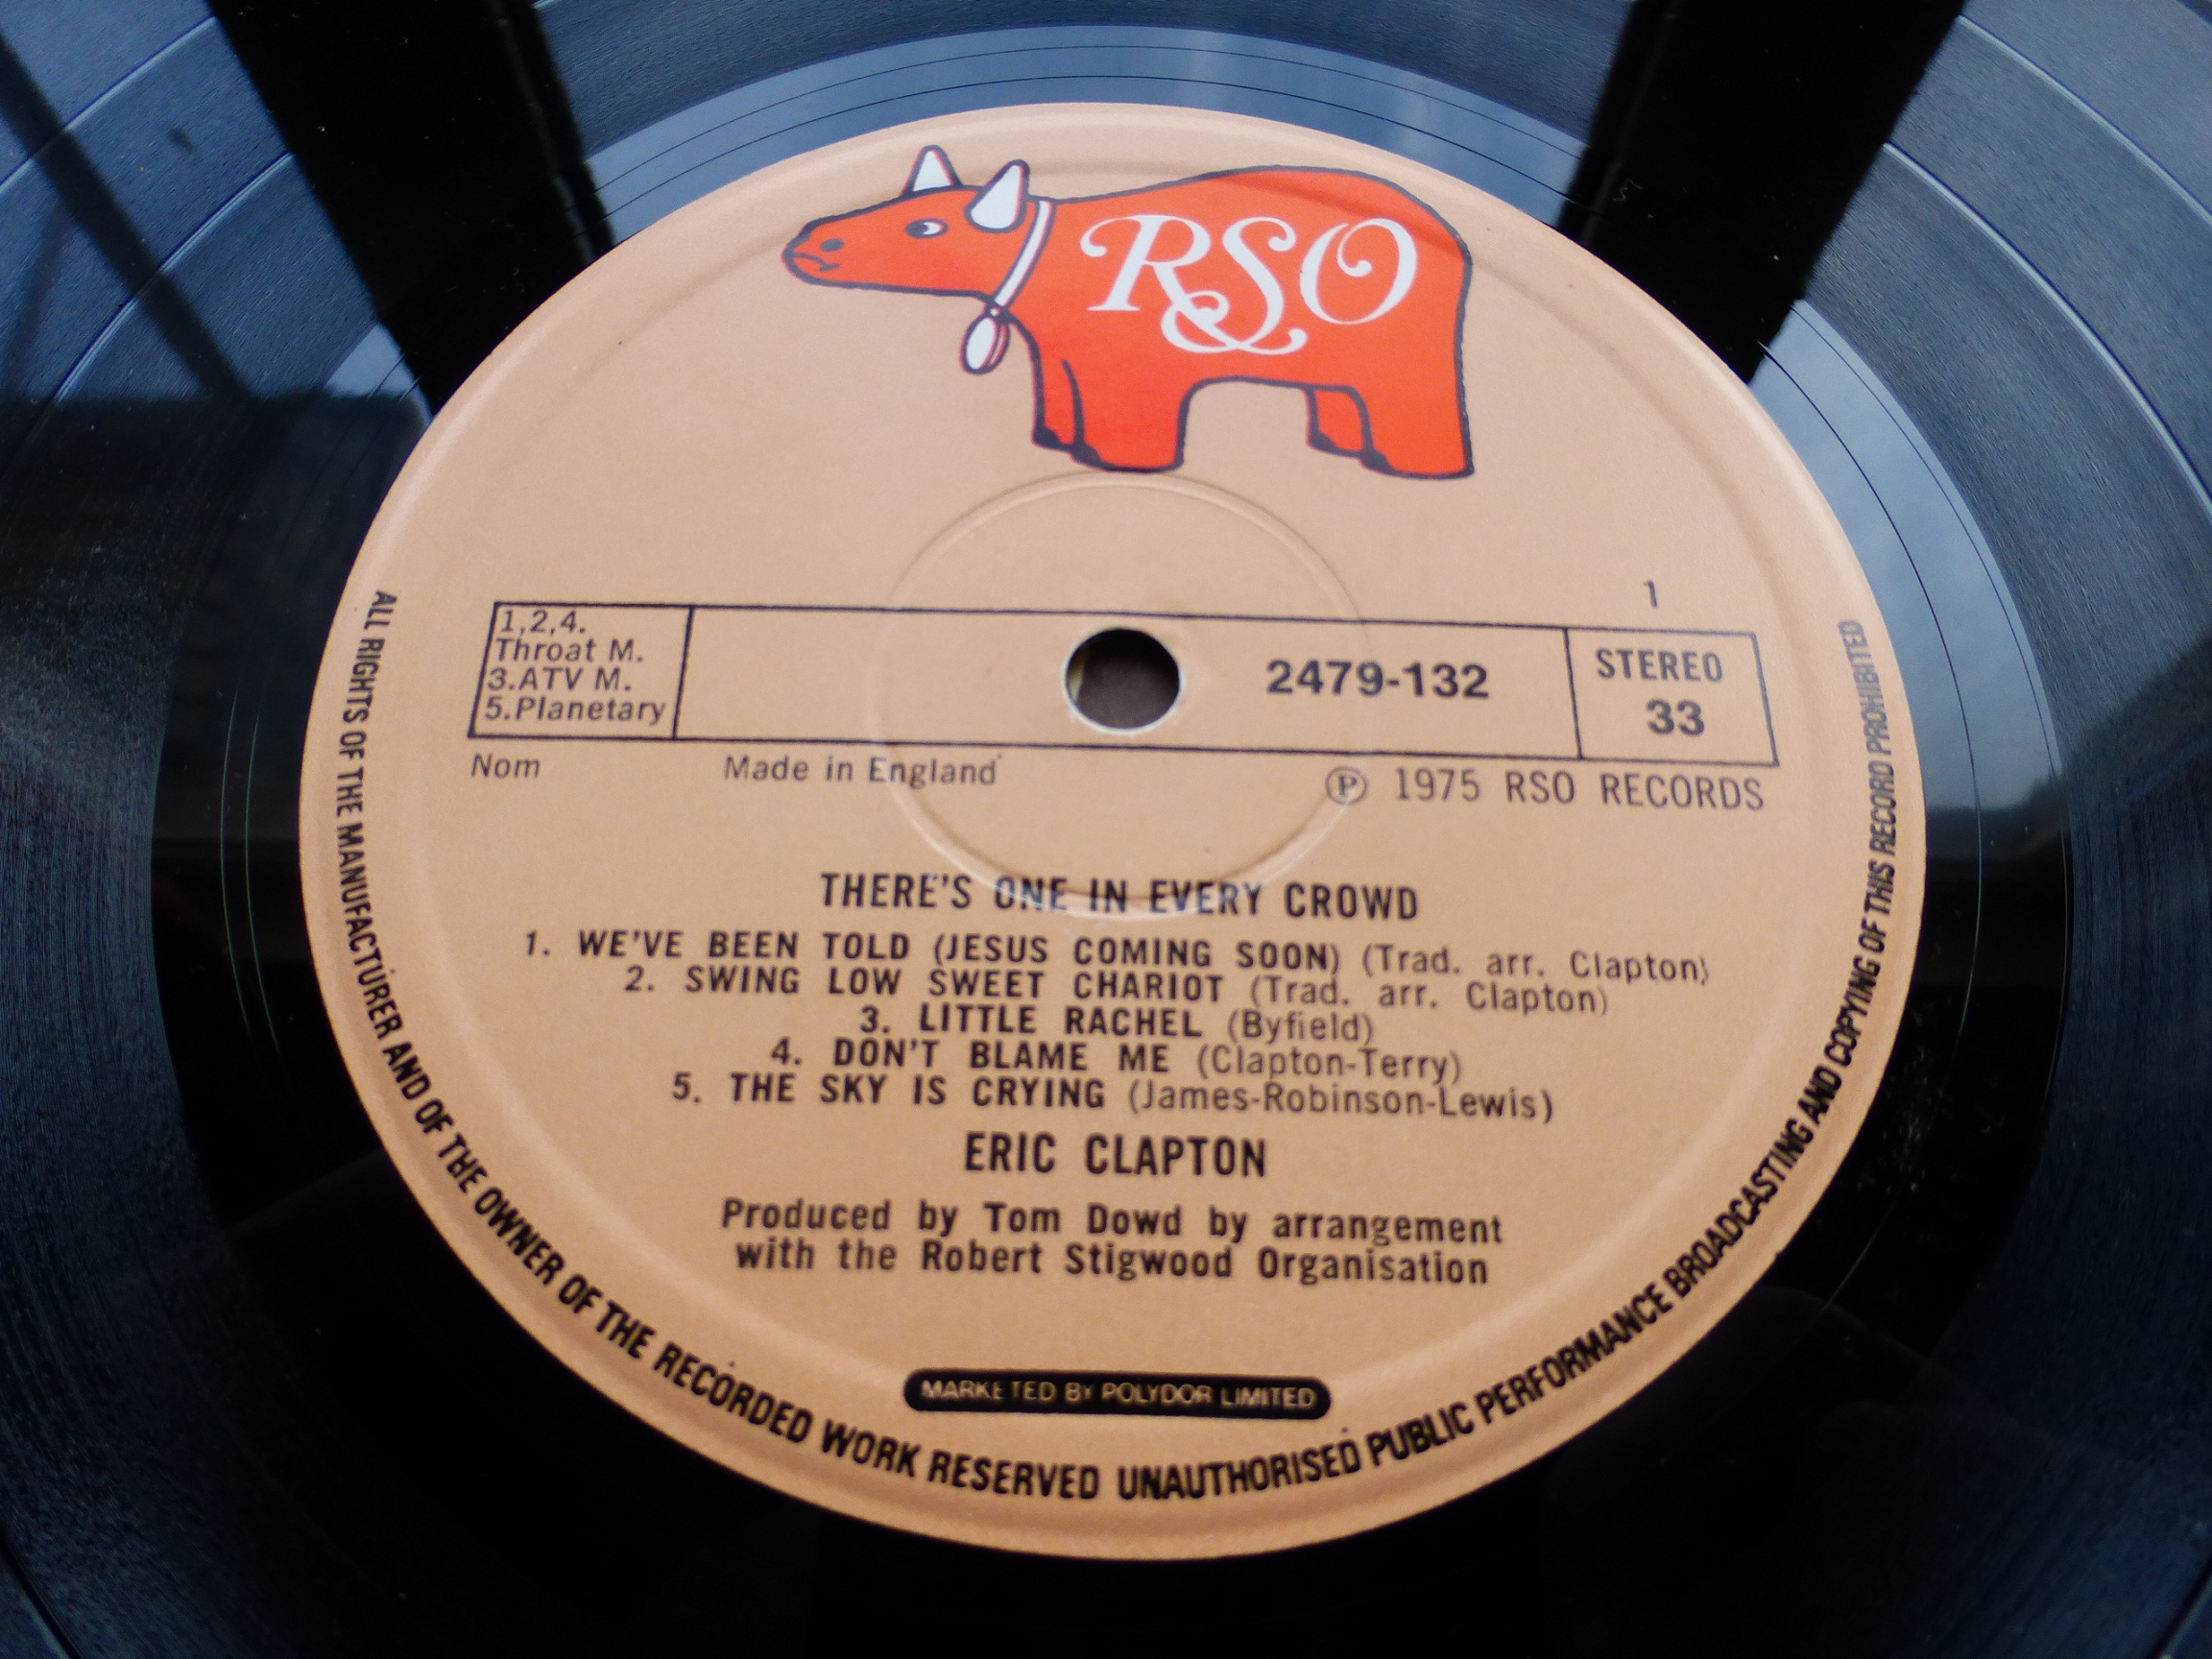 RSO
1
1,2,4.
Throat M.
3.ATV M.
5.Planetary
2479-132
STEREO
33
Nom
Made in England
Ⓟ 1975 RSO RECORDS
THERE'S ONE IN EVERY CROWD
1. WE'VE BEEN TOLD (JESUS COMING SOON) (Trad. arr. Clapton)
2. SWING LOW SWEET CHARIOT (Trad. arr. Clapton)
3. LITTLE RACHEL (Byfield)
4. DON'T BLAME ME (Clapton-Terry)
5. THE SKY IS CRYING (James-Robinson-Lewis)
ERIC CLAPTON
Produced by Tom Dowd by arrangement
with the Robert Stigwood Organisation
MARKETED BY POLYDOR LIMITED
ALL RIGHTS OF THE MANUFACTURER AND OF THE OWNER OF THE RECORDED WORK RESERVED UNAUTHORISED PUBLIC PERFORMANCE BROADCASTING AND COPYING OF THIS RECORD PROHIBITED